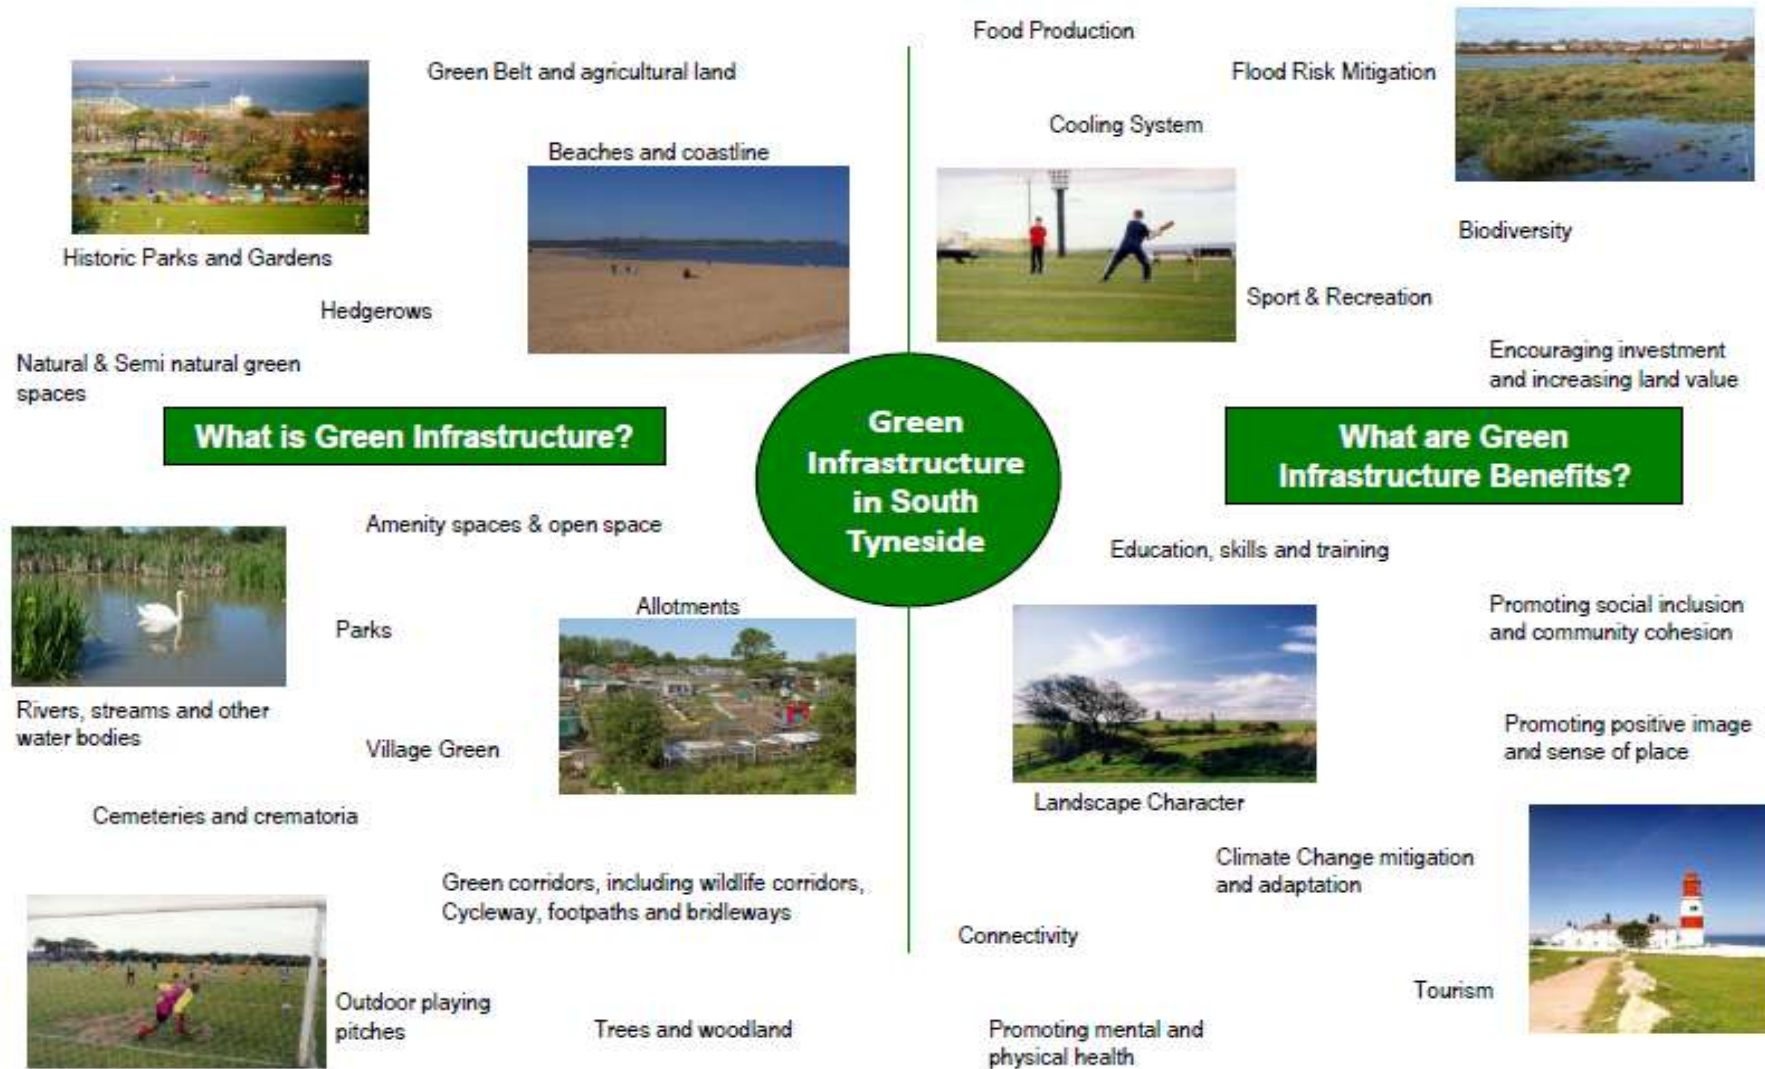 Green Belt and agricultural land
Beaches and coastline
Historic Parks and Gardens
Hedgerows
Natural & Semi natural green
spaces
What is Green Infrastructure?
Amenity spaces & open space
Allotments
Parks
Rivers, streams and other
water bodies
Village Green
Cemeteries and crematoria
Green corridors, including wildlife corridors,
Cycleway, footpaths and bridleways
Outdoor playing
pitches
Trees and woodland
Green
Infrastructure
in South
Tyneside
Food Production
Flood Risk Mitigation
Cooling System
Biodiversity
Sport & Recreation
Encouraging investment
and increasing land value
What are Green
Infrastructure Benefits?
Education, skills and training
Promoting social inclusion
and community cohesion
Promoting positive image
and sense of place
Landscape Character
Climate Change mitigation
and adaptation
Connectivity
Tourism
Promoting mental and
physical health